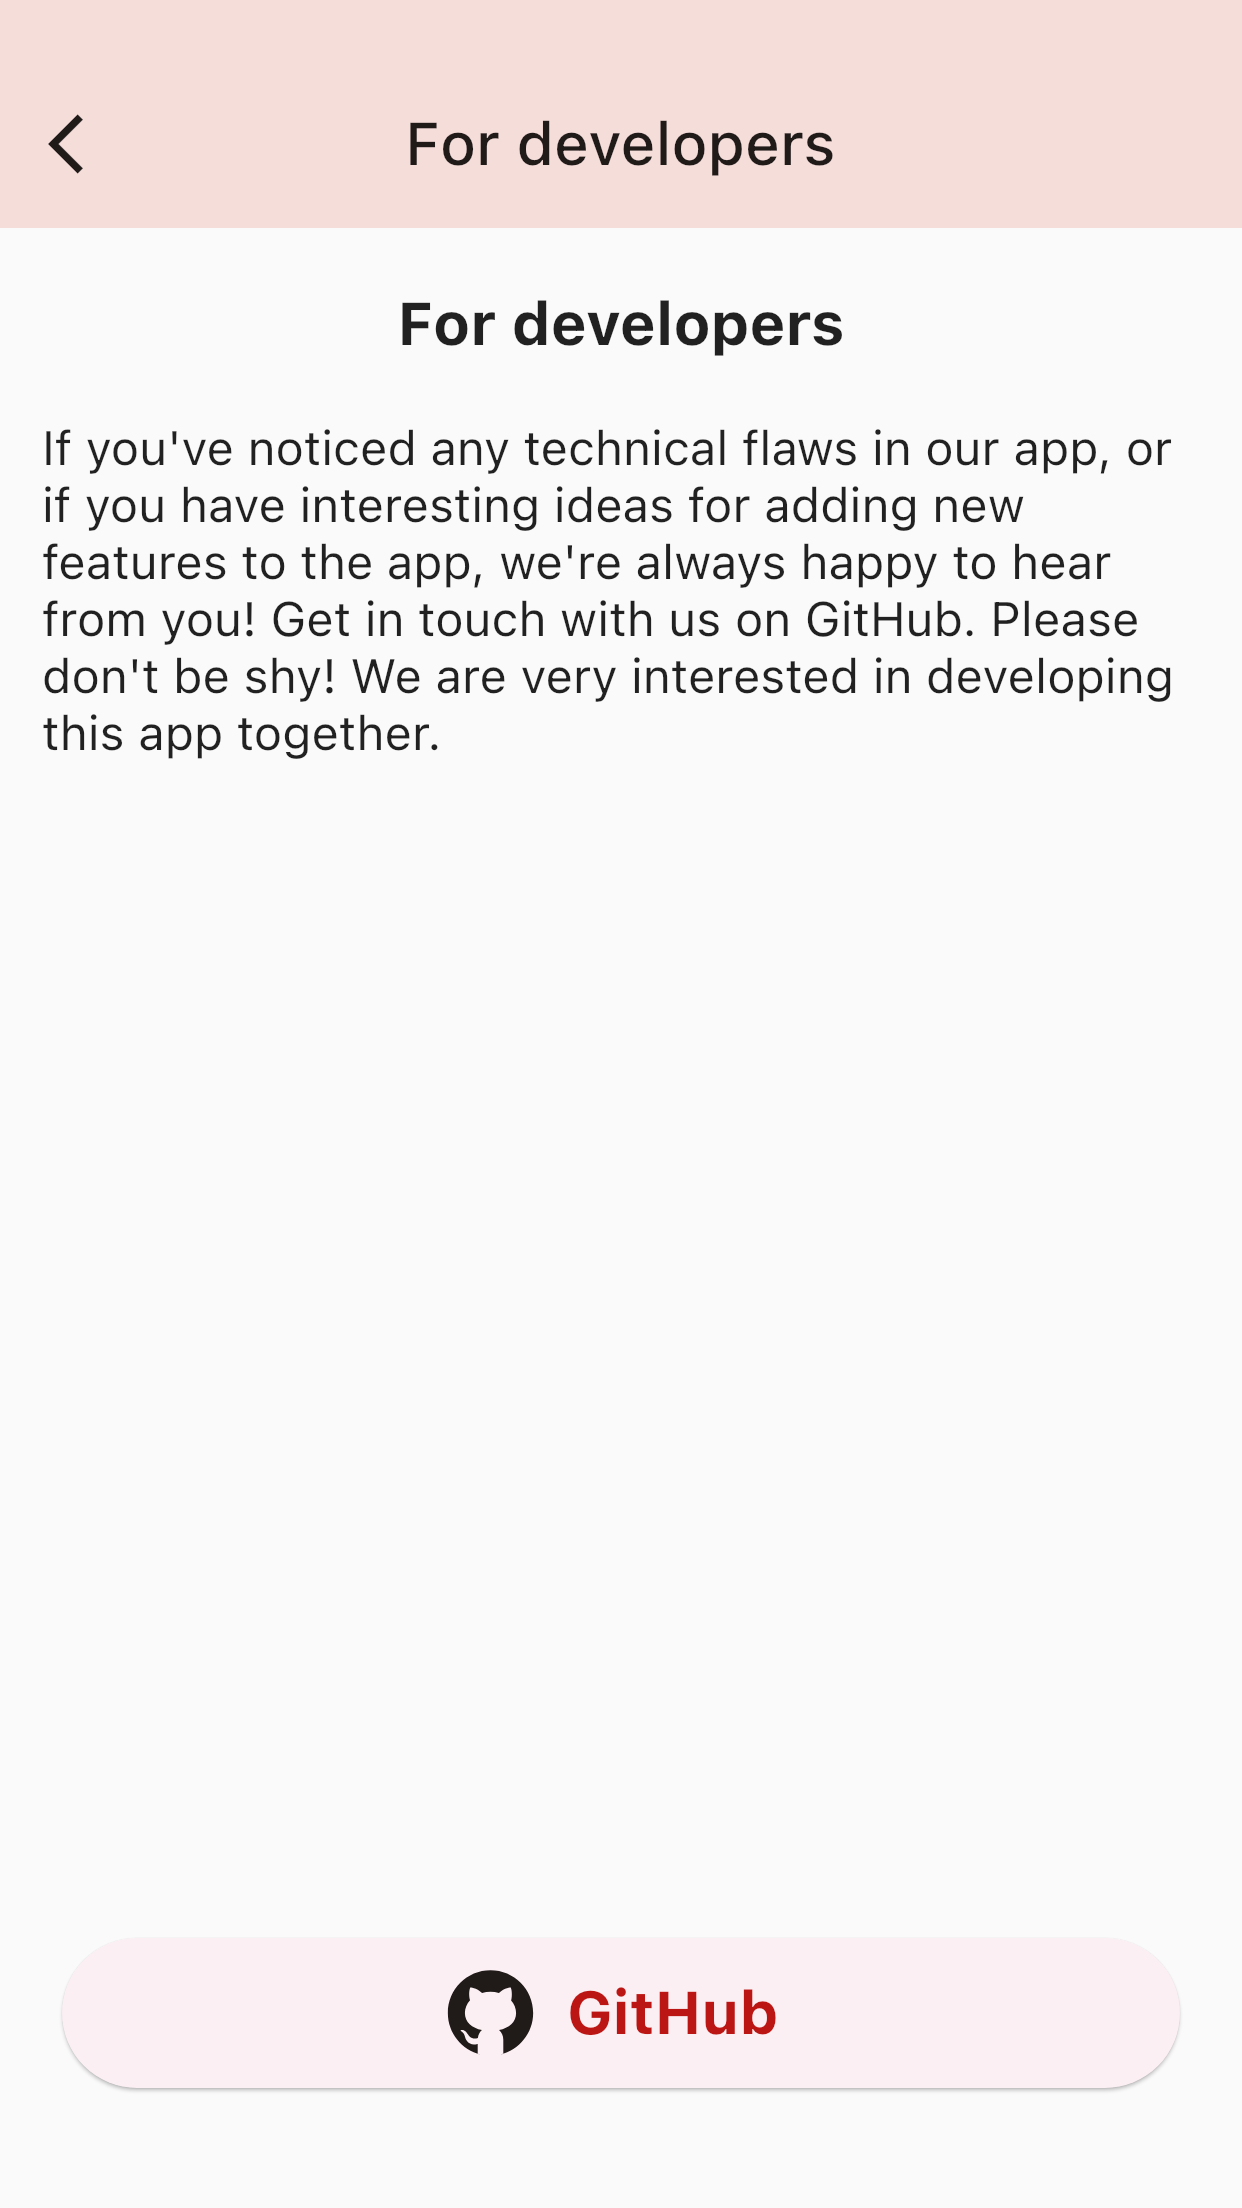 For developers
For developers
If you've noticed any technical flaws in our app, or
if you have interesting ideas for adding new
features to the app, we're always happy to hear
from you! Get in touch with us on GitHub. Please
don't be shy! We are very interested in developing
this app together.
GitHub